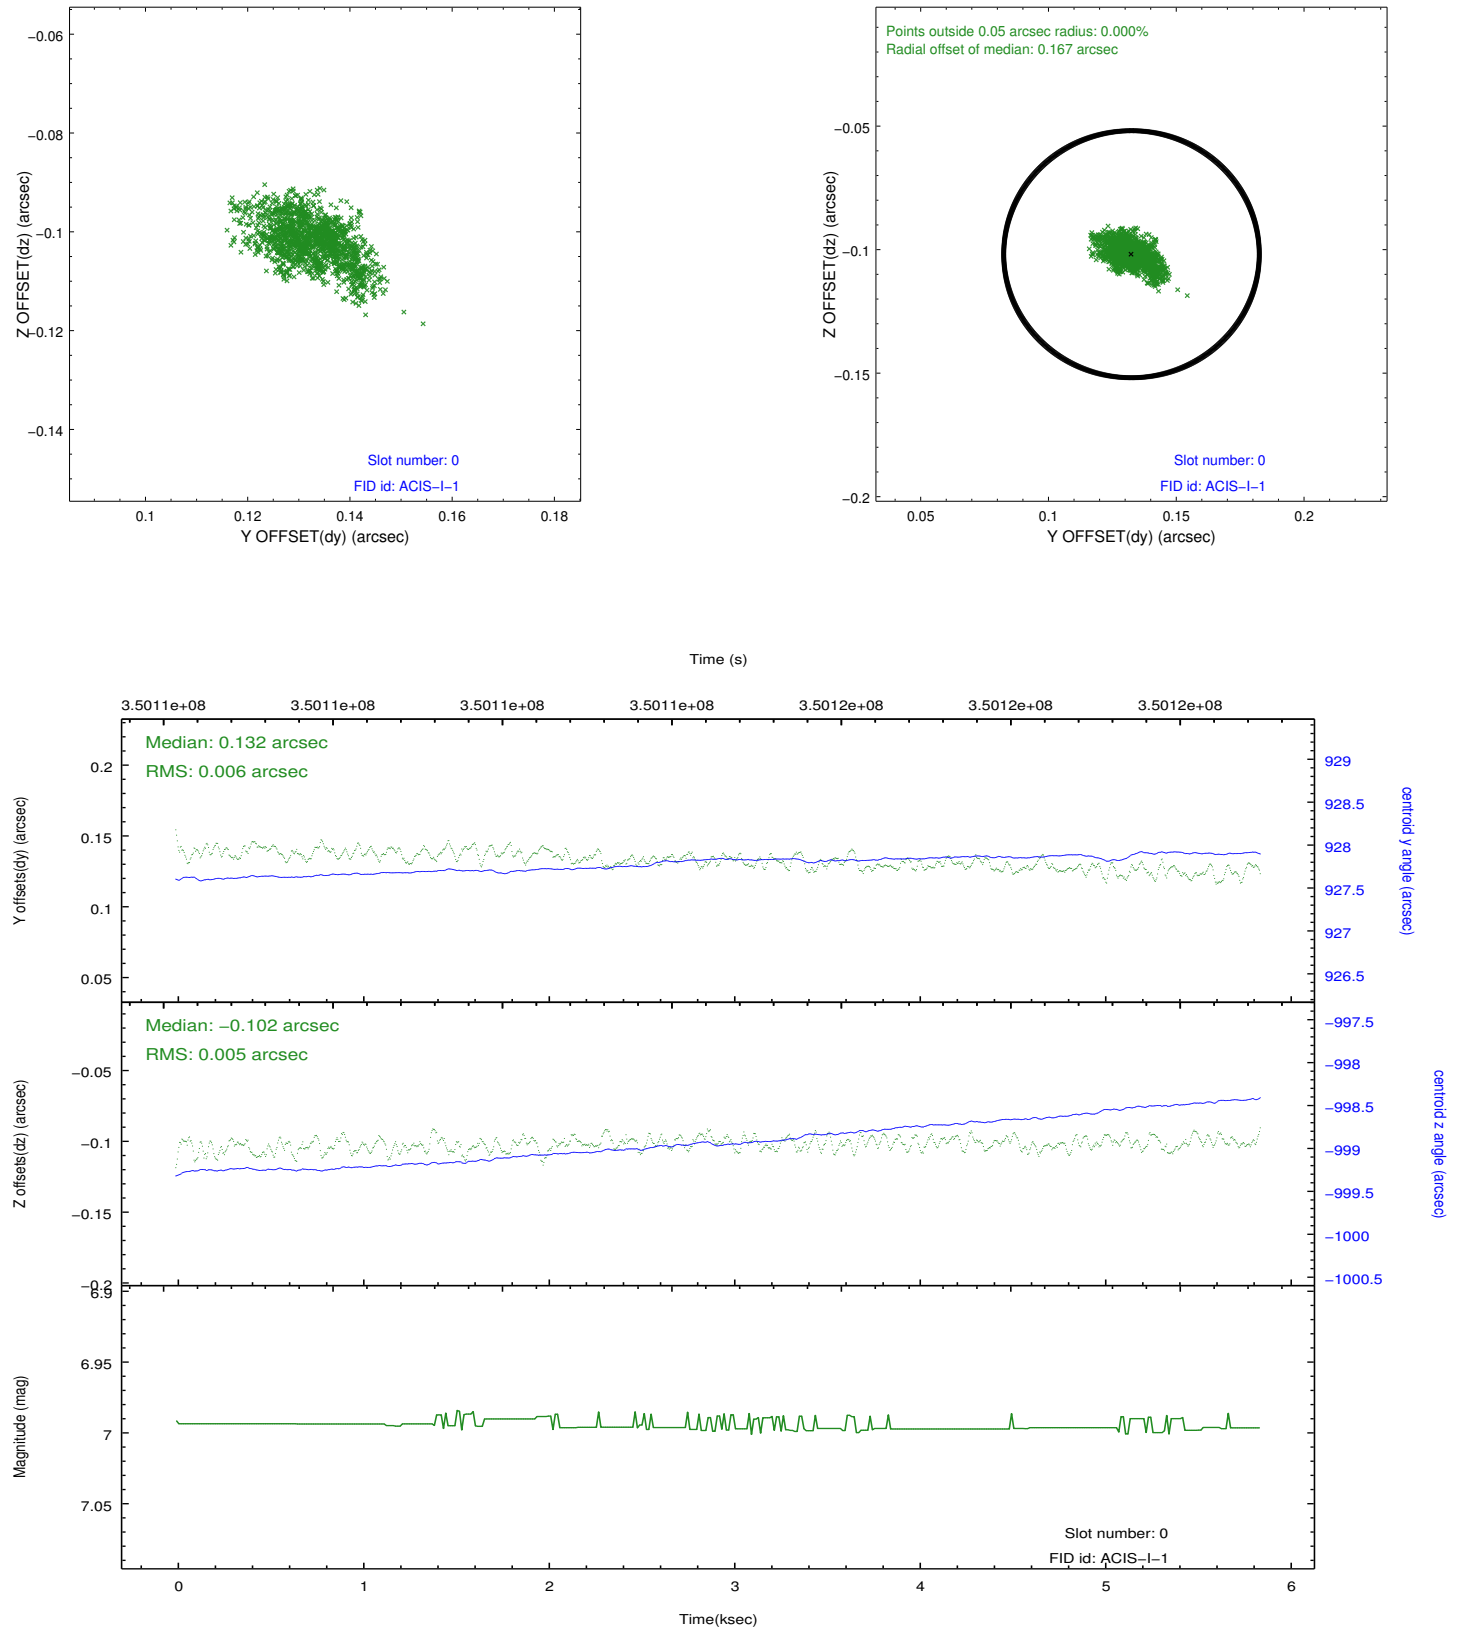 −0.06
−0.08
−0.1
−0.12
−0.14
Z OFFSET(dz) (arcsec)
Slot number: 0
FID id: ACIS−I−1
0.1 0.12 0.14 0.16 0.18
Y OFFSET(dy) (arcsec)
Points outside 0.05 arcsec radius: 0.000%
Radial offset of median: 0.167 arcsec
−0.05
−0.1
−0.15
−0.2
Z OFFSET(dz) (arcsec)
Slot number: 0
FID id: ACIS−I−1
0.05 0.1 0.15 0.2
Y OFFSET(dy) (arcsec)
Time (s)
3.5011e+08 3.5011e+08 3.5011e+08 3.5011e+08 3.5012e+08 3.5012e+08 3.5012e+08
Median: 0.132 arcsec
RMS: 0.006 arcsec
0.2
0.15
0.1
0.05
Y offsets(dy) (arcsec)
929
928.5
928
927.5
927
926.5
centroid y angle (arcsec)
Median: −0.102 arcsec
RMS: 0.005 arcsec
−0.05
−0.1
−0.15
−0.2
Z offsets(dz) (arcsec)
−997.5
−998
−998.5
−999
−999.5
−1000
−1000.5
centroid z angle (arcsec)
6.9
6.95
7
7.05
Magnitude (mag)
Slot number: 0
FID id: ACIS−I−1
0 1 2 3 4 5 6
Time(ksec)